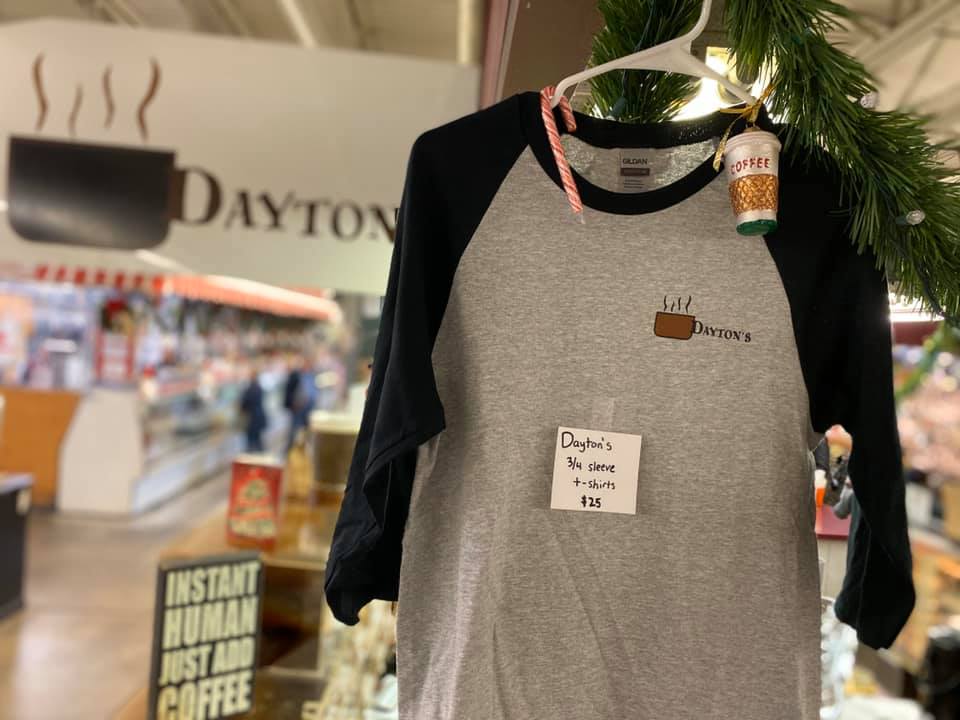 DAYTON
GILDAN
COFFEE
DAYTON'S
Dayton's
3/4 sleeve
t-shirts
$25
INSTANT
HUMAN
JUST ADD
COFFEE